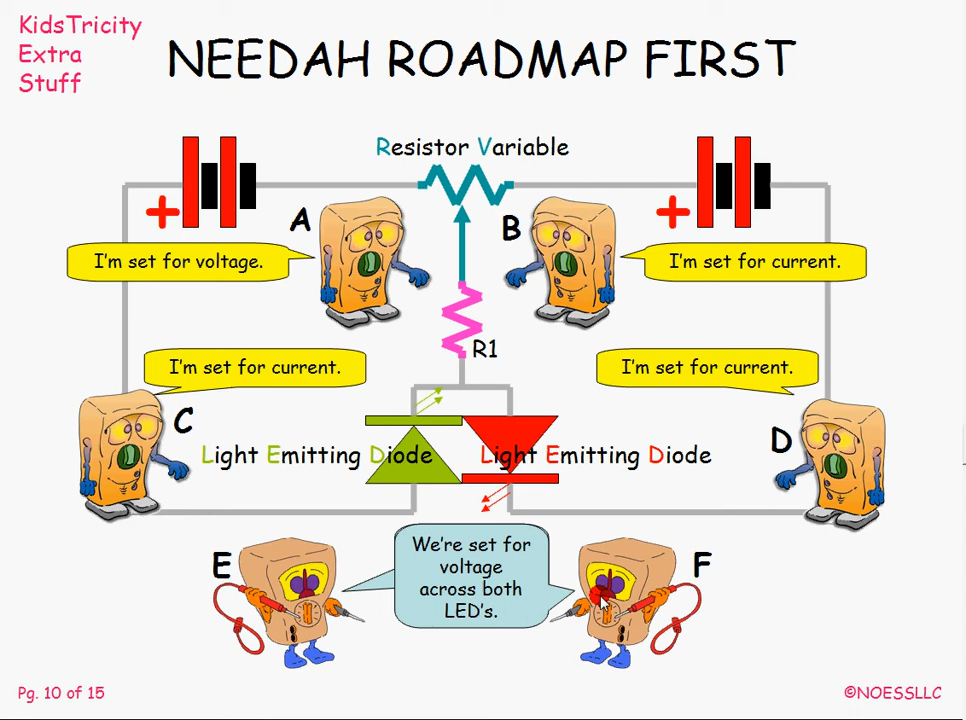 KidsTricity
Extra
Stuff
NEEDAH ROADMAP FIRST
Resistor Variable
+
+
A
B
I'm set for voltage.
I'm set for current.
R1
I'm set for current.
I'm set for current.
C
D
Light Emitting Diode
Light Emitting Diode
E
We're set for
voltage
across both
LED's.
F
Pg. 10 of 15
©NOESSLLC